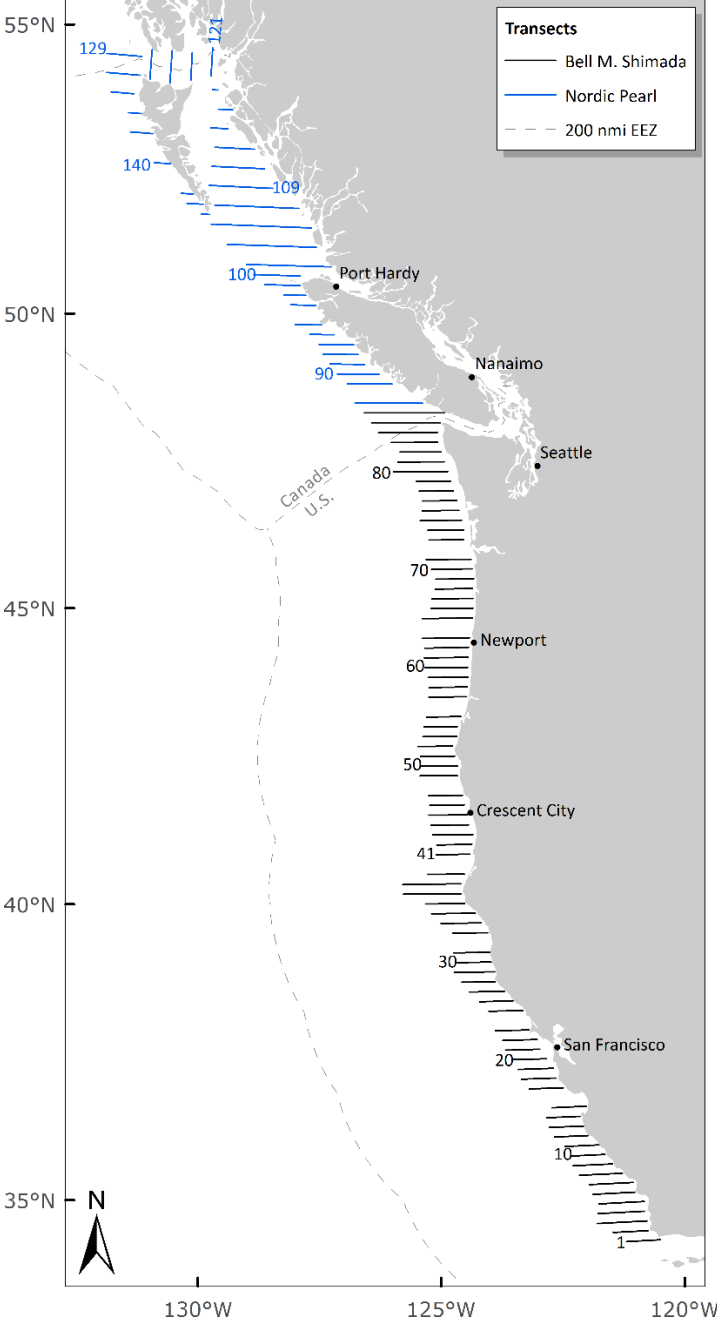 55°N
121
129
Transects
Bell M. Shimada
Nordic Pearl
200 nmi EEZ
140
109
100
Port Hardy
50°N
90
Nanaimo
Seattle
80
Canada
U.S.
70
45°N
Newport
60
50
Crescent City
41
40°N
30
San Francisco
20
10
35°N
N
1
130°W
125°W
120°W